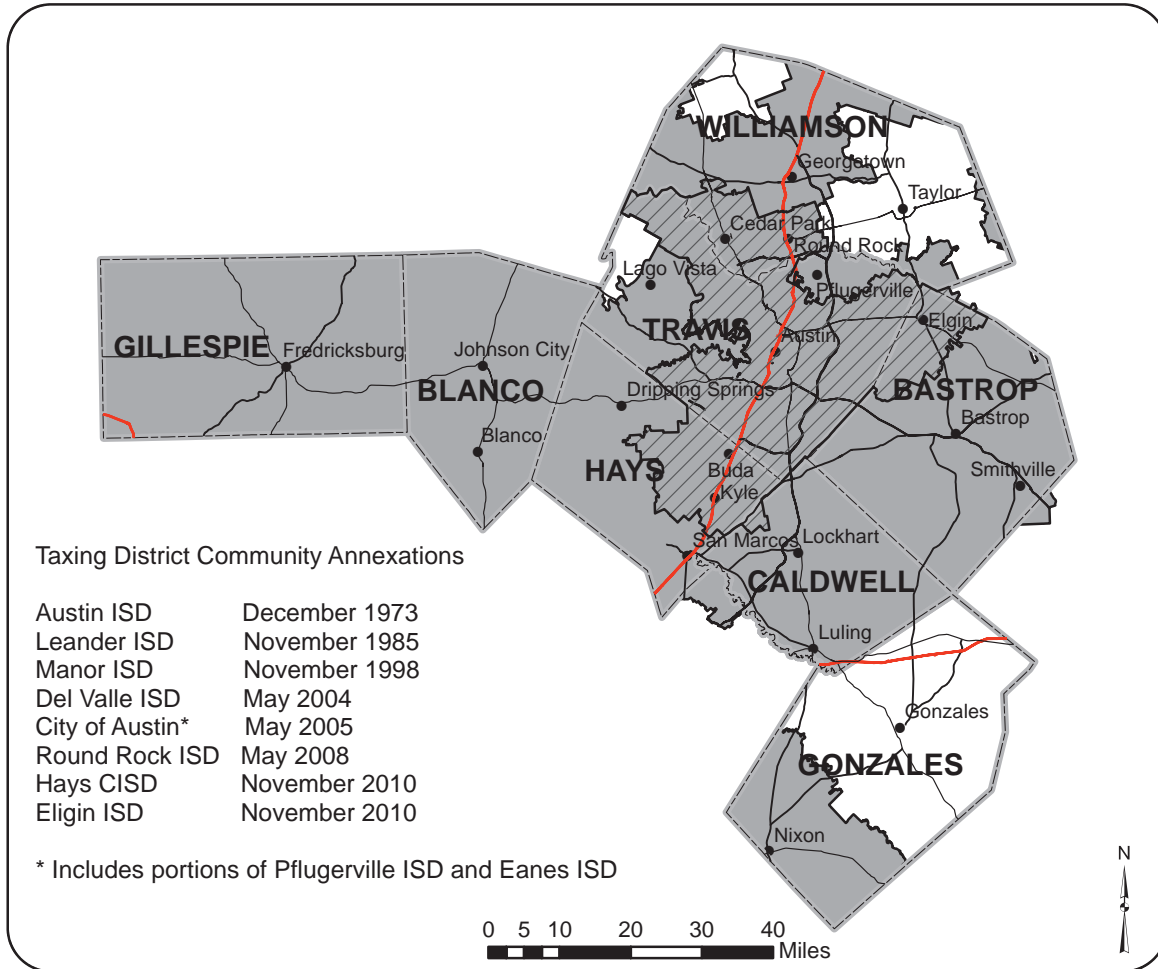 WILLIAMSON
Georgetown
Taylor
Cedar Park
Round Rock
Lago Vista
Pflugerville
TRAVIS
Elgin
Austin
GILLESPIE
Fredricksburg
Johnson City
BLANCO
Dripping Springs
BASTROP
Bastrop
Blanco
HAYS
Buda
Smithville
Kyle
San Marcos
Lockhart
CALDWELL
Luling
Gonzales
GONZALES
Nixon
Taxing District Community Annexations
Austin ISD December 1973
Leander ISD November 1985
Manor ISD November 1998
Del Valle ISD May 2004
City of Austin* May 2005
Round Rock ISD May 2008
Hays CISD November 2010
Eligin ISD November 2010
* Includes portions of Pflugerville ISD and Eanes ISD
N
0 5 10 20 30 40
Miles